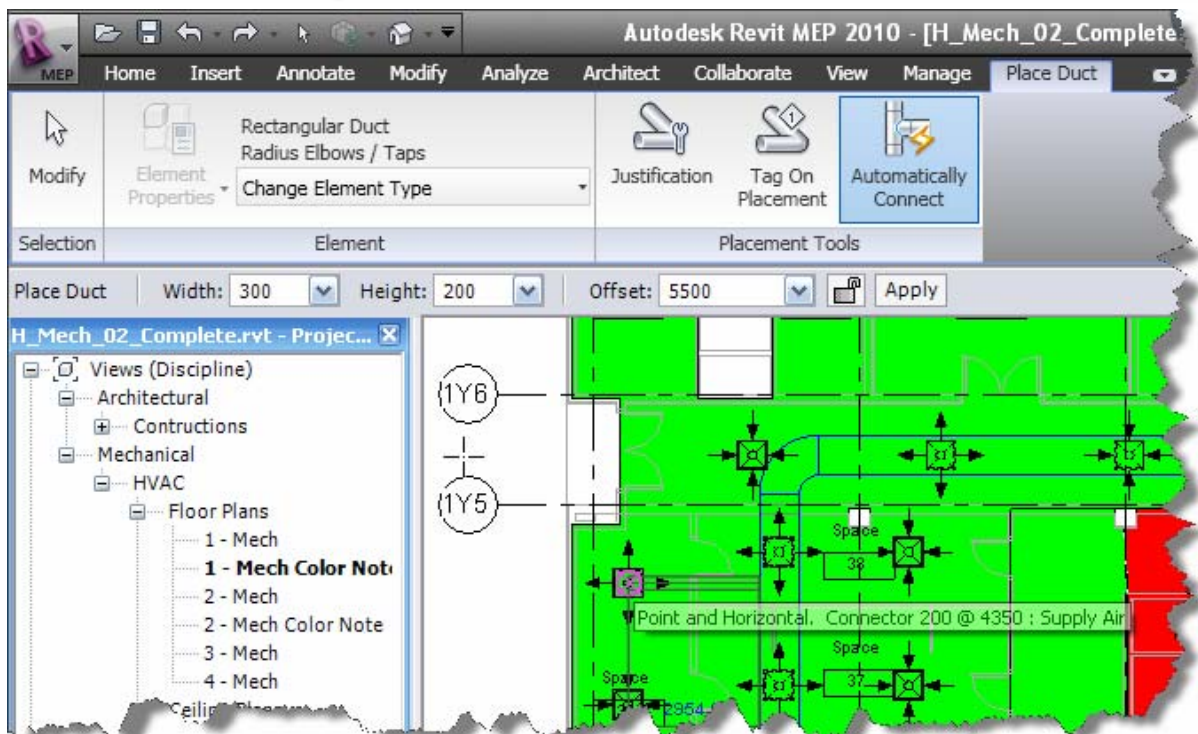 Autodesk Revit MEP 2010 - [H_Mech_02_Complete
MEP
Home Insert Annotate Modify Analyze Architect Collaborate View Manage Place Duct
Modify
Element Properties
Rectangular Duct
Radius Elbows / Taps
Change Element Type
Justification
Tag On Placement
Automatically Connect
Selection Element Placement Tools
Place Duct Width: 300 Height: 200 Offset: 5500 Apply
H_Mech_02_Complete.rvt - Projec...
Views (Discipline)
Architectural
Contructions
Mechanical
HVAC
Floor Plans
1 - Mech
1 - Mech Color Note
2 - Mech
2 - Mech Color Note
3 - Mech
4 - Mech
1Y6
1Y5
Space
38
Point and Horizontal. Connector 200 @ 4350 : Supply Air
Space
37
Space
2954